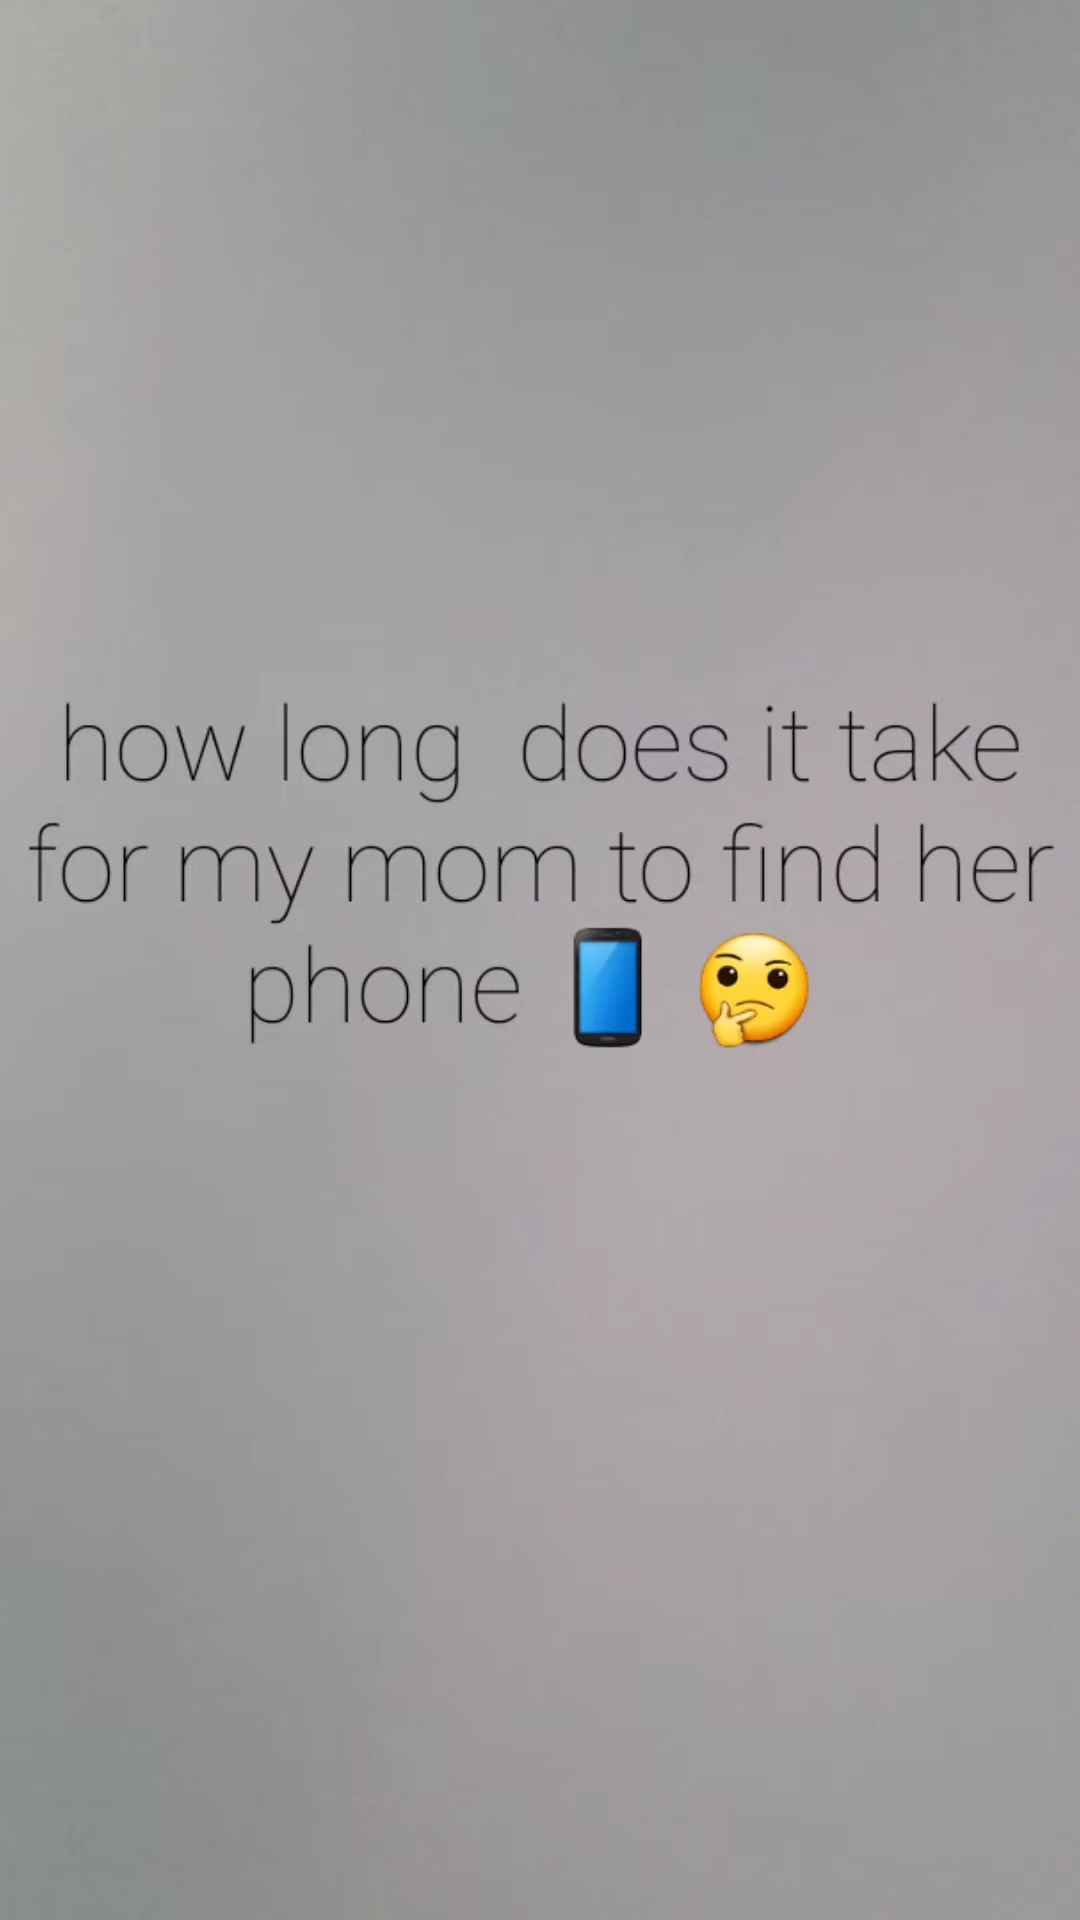 how long  does it take
for my mom to find her
phone 📱 🤔